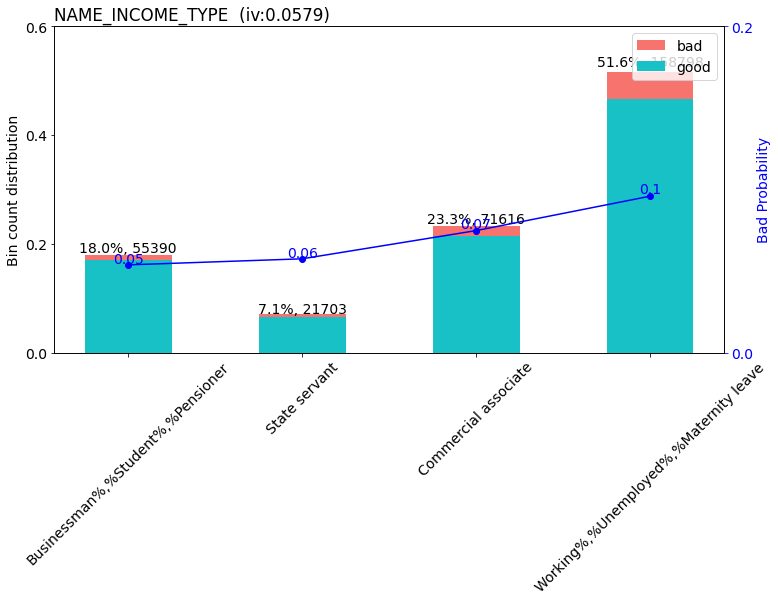 NAME_INCOME_TYPE (iv:0.0579)
0.6
0.4
0.2
0.0
Bin count distribution
bad
good
18.0%, 55390
7.1%, 21703
23.3%, 71616
51.6%, 158798
0.05
0.06
0.07
0.1
0.2
0.0
Bad Probability
Businessman%,%Student%,%Pensioner
State servant
Commercial associate
Working%,%Unemployed%,%Maternity leave